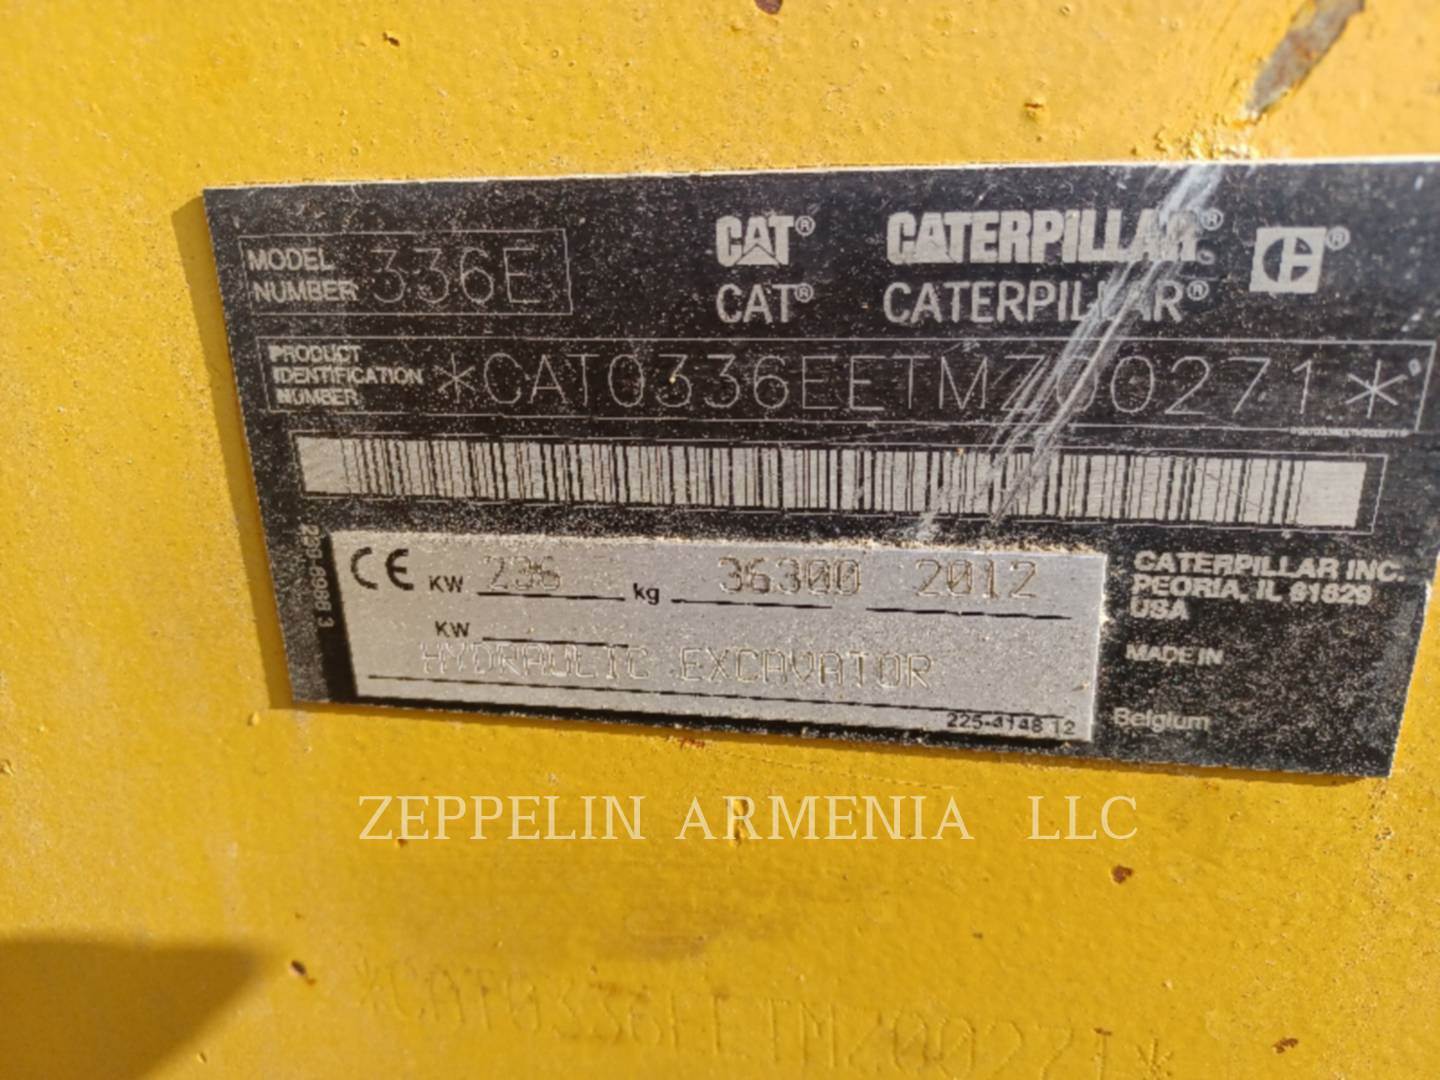 MODEL NUMBER 336E
CAT® CATERPILLAR®
CAT® CATERPILLAR®
PRODUCT IDENTIFICATION NUMBER *CAT0336EETMZ00271*
CE KW 236 kg 36300 2012
KW
HYDRAULIC EXCAVATOR
225-4148 12
CATERPILLAR INC.
PEORIA, IL 61629
USA
MADE IN
Belgium
ZEPPELIN ARMENIA LLC
*CAT0336EETMZ00271*